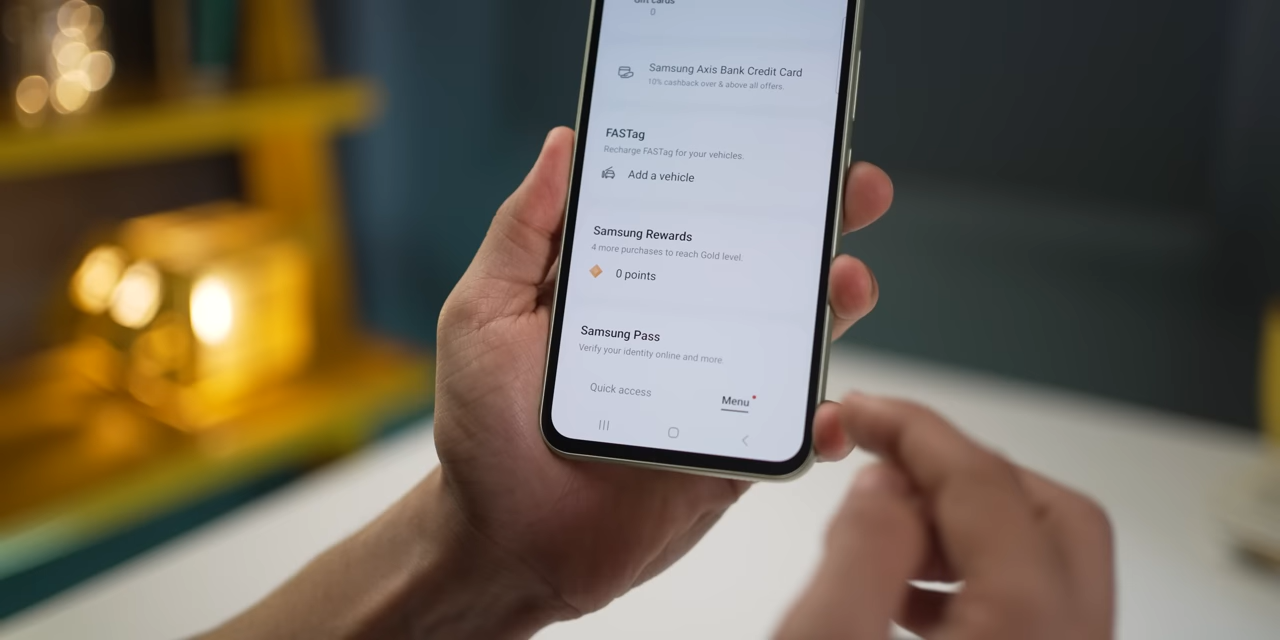 Gift Cards
0
Samsung Axis Bank Credit Card
10% cashback over & above all offers.
FASTag
Recharge FASTag for your vehicles.
Add a vehicle
Samsung Rewards
4 more purchases to reach Gold level.
0 points
Samsung Pass
Verify your identity online and more
Quick access
Menu